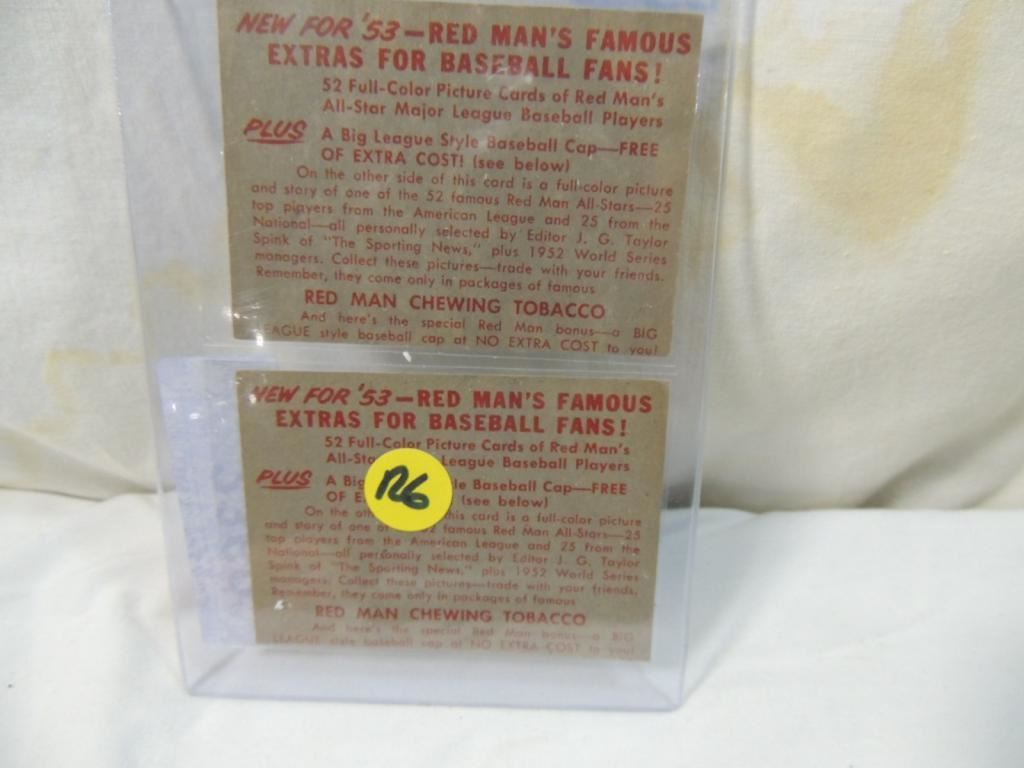 NEW FOR '53—RED MAN'S FAMOUS
EXTRAS FOR BASEBALL FANS!
52 Full-Color Picture Cards of Red Man's
All-Star Major League Baseball Players
PLUS A Big League Style Baseball Cap—FREE
OF EXTRA COST! (see below)
On the other side of this card is a full-color picture
and story of one of the 52 famous Red Man All-Stars—25
top players from the American League and 25 from the
National—all personally selected by Editor J. G. Taylor
Spink of "The Sporting News," plus 1952 World Series
managers. Collect these pictures—trade with your friends.
Remember, they come only in packages of famous
RED MAN CHEWING TOBACCO
And here's the special Red Man bonus—a BIG
LEAGUE style baseball cap at NO EXTRA COST to you!
NEW FOR '53—RED MAN'S FAMOUS
EXTRAS FOR BASEBALL FANS!
52 Full-Color Picture Cards of Red Man's
All-Sta League Baseball Players
PLUS A Big le Baseball Cap—FREE
OF E (see below)
R6
On the oth his card is a full-color picture
and story of one of 52 famous Red Man All-Stars—25
top players from the American League and 25 from the
National—all personally selected by Editor J. G. Taylor
Spink of "The Sporting News," plus 1952 World Series
managers. Collect these pictures—trade with your friends.
Remember, they come only in packages of famous
RED MAN CHEWING TOBACCO
And here's the special Red Man bonus—a BIG
LEAGUE style baseball cap at NO EXTRA COST to you!